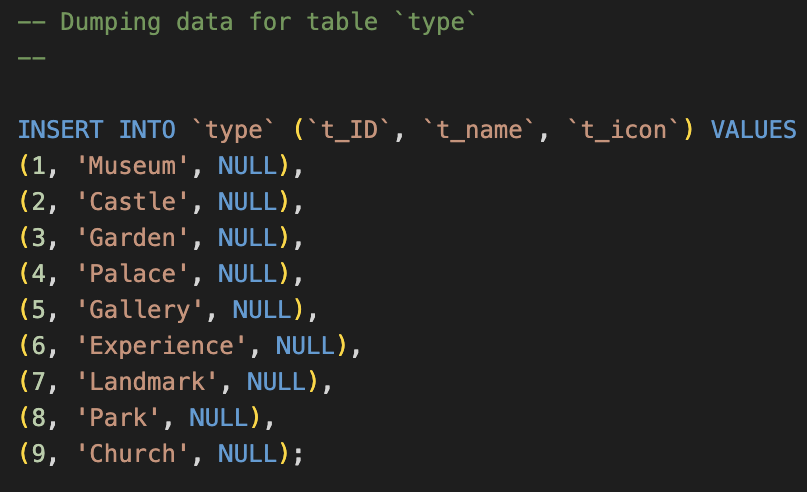 -- Dumping data for table `type`
--
INSERT INTO `type` (`t_ID`, `t_name`, `t_icon`) VALUES
(1, 'Museum', NULL),
(2, 'Castle', NULL),
(3, 'Garden', NULL),
(4, 'Palace', NULL),
(5, 'Gallery', NULL),
(6, 'Experience', NULL),
(7, 'Landmark', NULL),
(8, 'Park', NULL),
(9, 'Church', NULL);